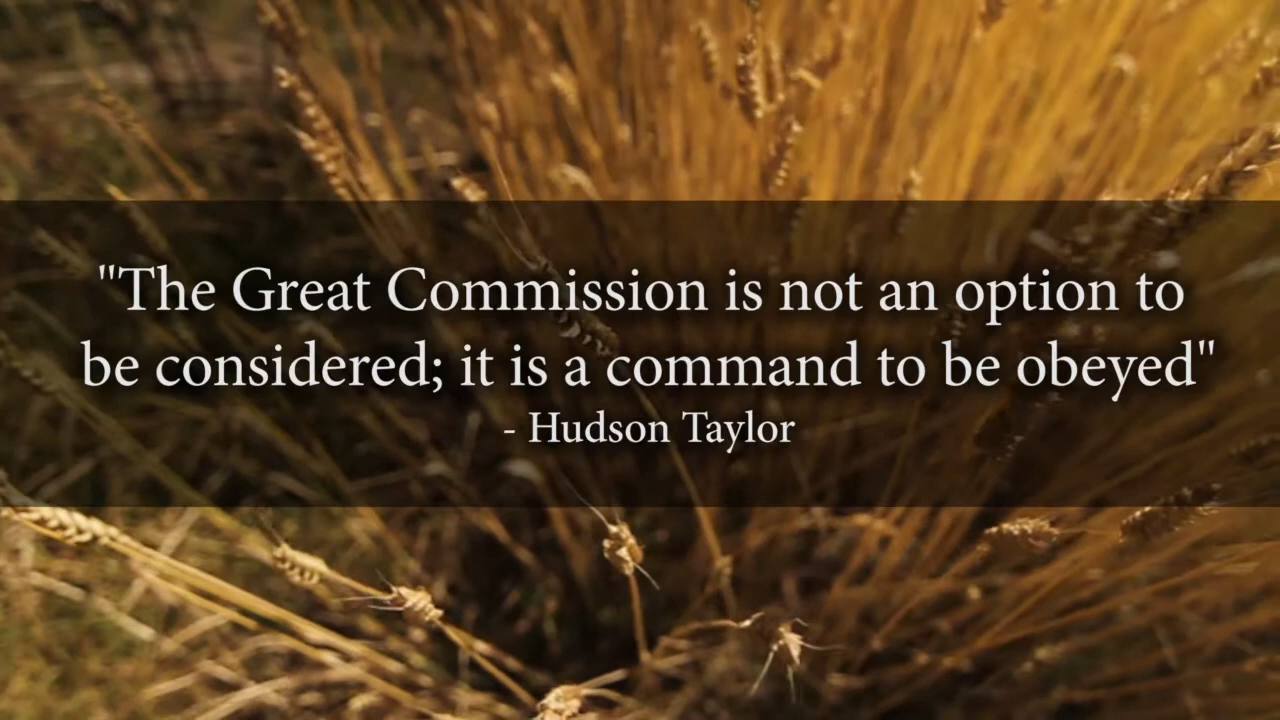 "The Great Commission is not an option to
be considered; it is a command to be obeyed"
- Hudson Taylor